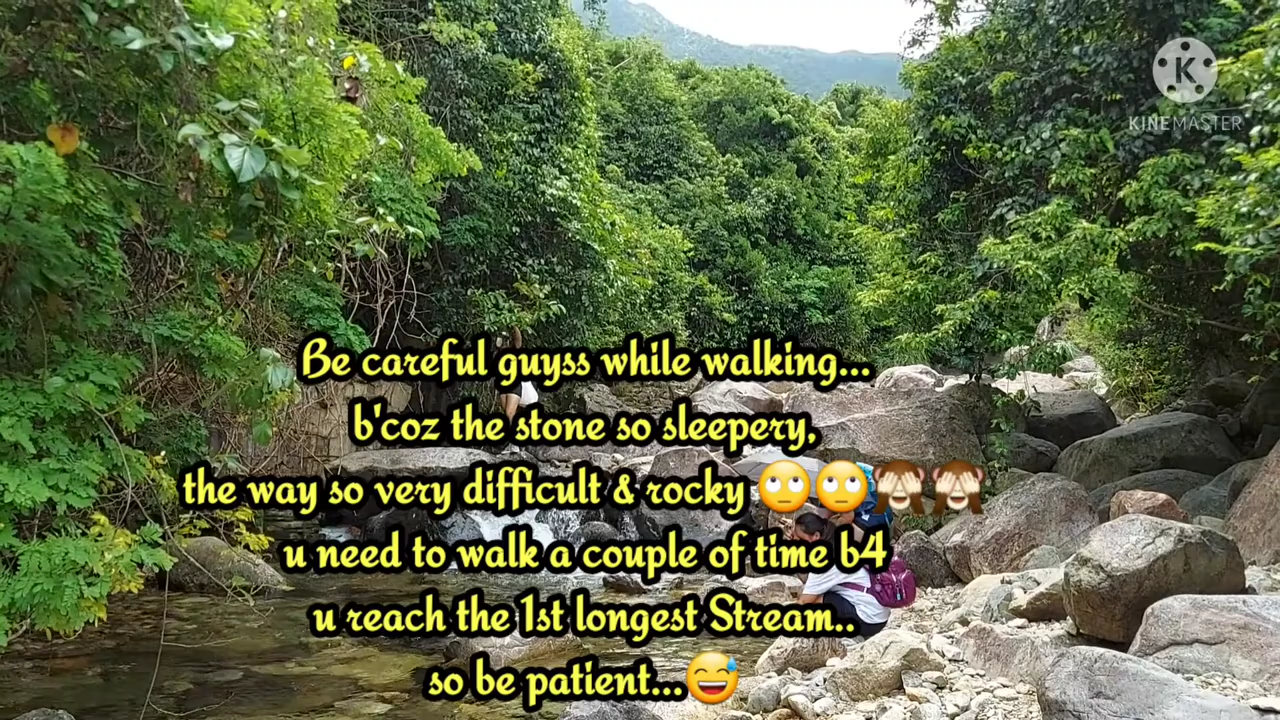 K
KINEMASTER
Be careful guyss while walking...
b'coz the stone so sleepery,
the way so very difficult & rocky 🙄🙄🙈🙈
u need to walk a couple of time b4
u reach the 1st longest Stream..
so be patient...😅